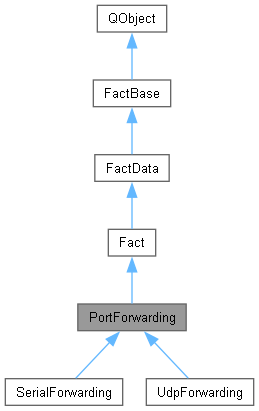 QObject
FactBase
FactData
Fact
PortForwarding
SerialForwarding
UdpForwarding